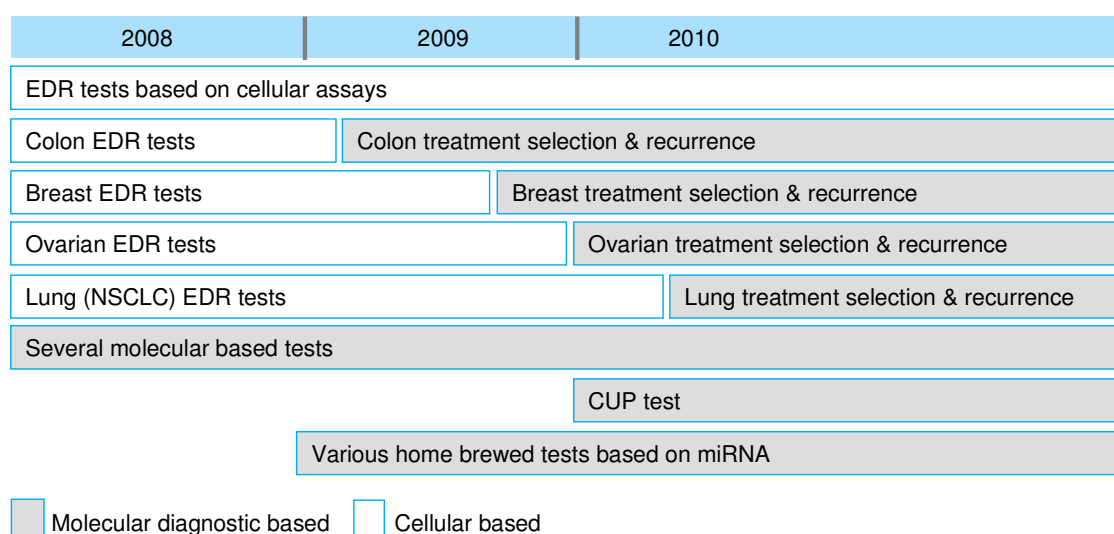 2008 2009 2010
EDR tests based on cellular assays
Colon EDR tests Colon treatment selection & recurrence
Breast EDR tests Breast treatment selection & recurrence
Ovarian EDR tests Ovarian treatment selection & recurrence
Lung (NSCLC) EDR tests Lung treatment selection & recurrence
Several molecular based tests
CUP test
Various home brewed tests based on miRNA
Molecular diagnostic based Cellular based